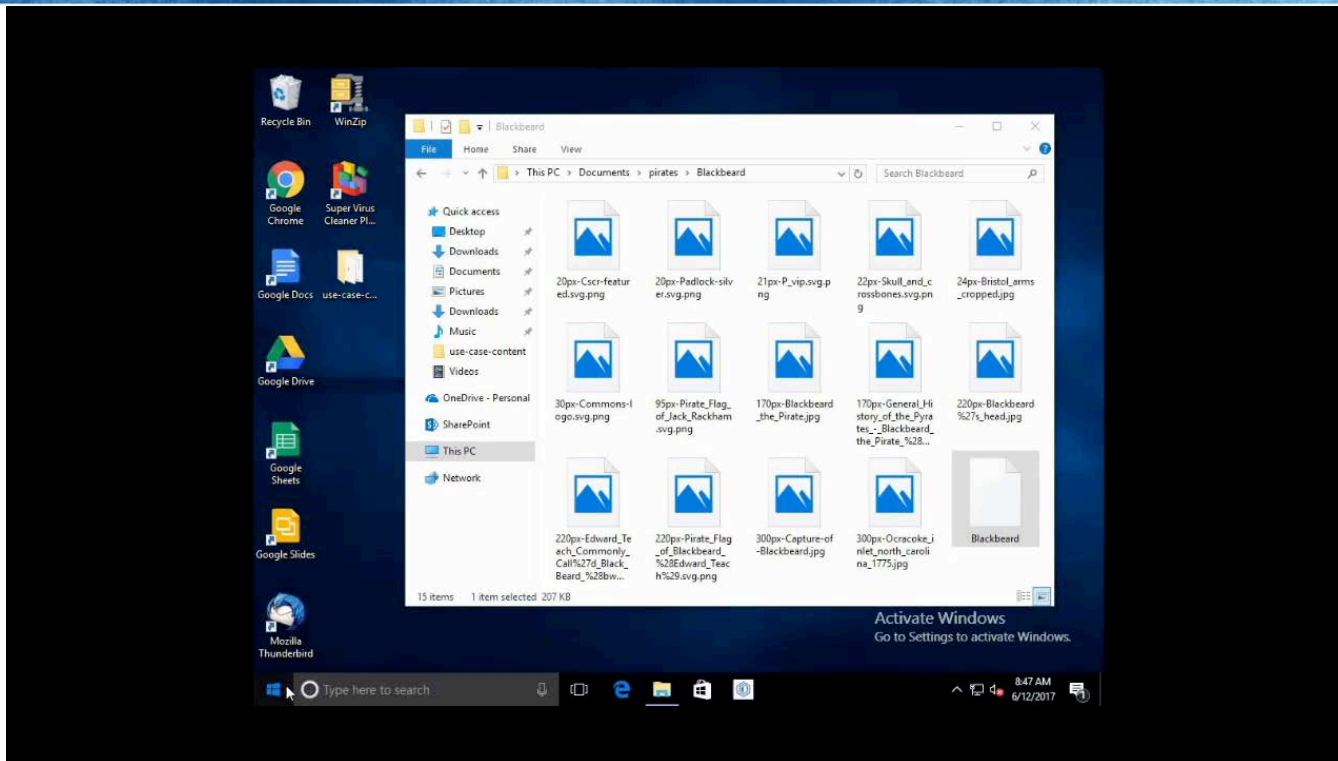 Recycle Bin
WinZip
Google
Chrome
Super Virus
Cleaner Pl...
Google Docs
use-case-c...
Google Drive
Google
Sheets
Google Slides
Mozilla
Thunderbird
Blackbeard
File Home Share View
This PC > Documents > pirates > Blackbeard
Search Blackbeard
Quick access
Desktop
Downloads
Documents
Pictures
Downloads
Music
use-case-content
Videos
OneDrive - Personal
SharePoint
This PC
Network
20px-Cscr-featur
ed.svg.png
20px-Padlock-silv
er.svg.png
21px-P_vip.svg.p
ng
22px-Skull_and_c
rossbones.svg.pn
g
24px-Bristol_arms
_cropped.jpg
30px-Commons-l
ogo.svg.png
95px-Pirate_Flag_
of_Jack_Rackham
.svg.png
170px-Blackbeard
_the_Pirate.jpg
170px-General_Hi
story_of_the_Pyra
tes_-_Blackbeard_
the_Pirate_%28...
220px-Blackbeard
%27s_head.jpg
220px-Edward_Te
ach_Commonly_
Call%27d_Black_
Beard_%28bw...
220px-Pirate_Flag
_of_Blackbeard_
%28Edward_Teac
h%29.svg.png
300px-Capture-of
-Blackbeard.jpg
300px-Ocracoke_i
nlet_north_caroli
na_1775.jpg
Blackbeard
15 items 1 item selected 207 KB
Activate Windows
Go to Settings to activate Windows.
Type here to search
8:47 AM
6/12/2017